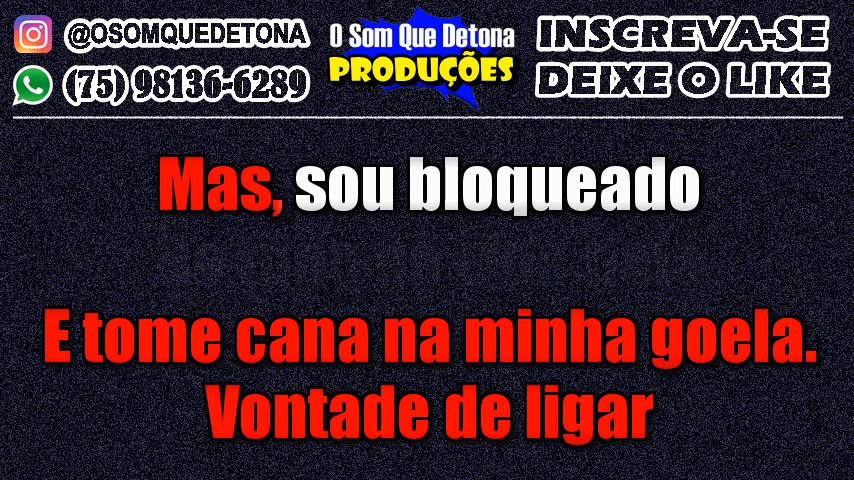 @OSOMQUEDETONA
(75) 98136-6289
O Som Que Detona
PRODUÇÕES
INSCREVA-SE
DEIXE O LIKE
Mas, sou bloqueado
E tome cana na minha goela.
Vontade de ligar